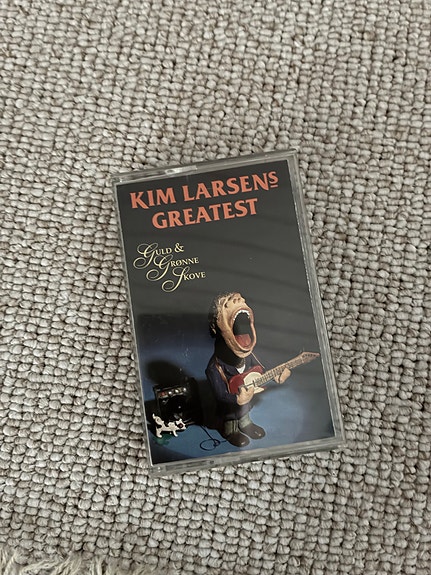 KIM LARSENS
GREATEST
GULD &
GRØNNE
SKOVE